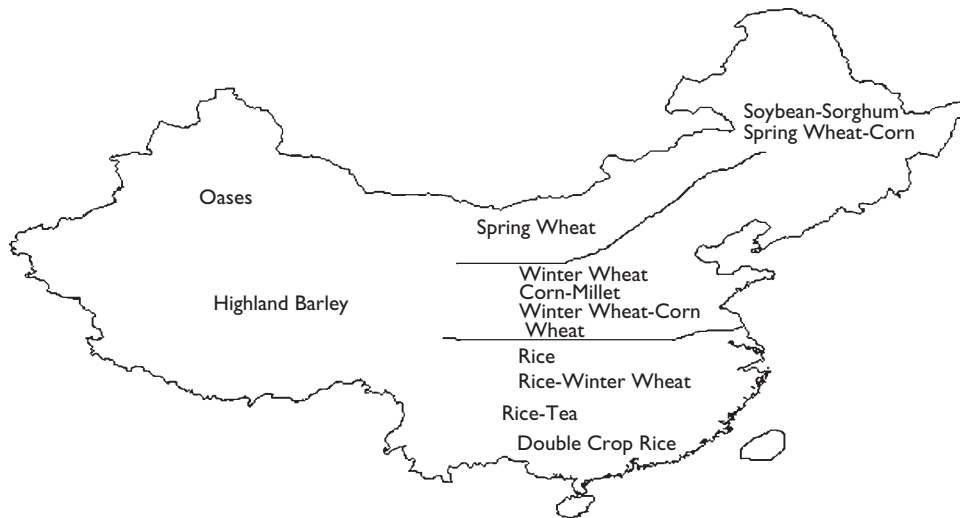 Soybean-Sorghum
Spring Wheat-Corn
Oases
Spring Wheat
Winter Wheat
Corn-Millet
Highland Barley
Winter Wheat-Corn
Wheat
Rice
Rice-Winter Wheat
Rice-Tea
Double Crop Rice